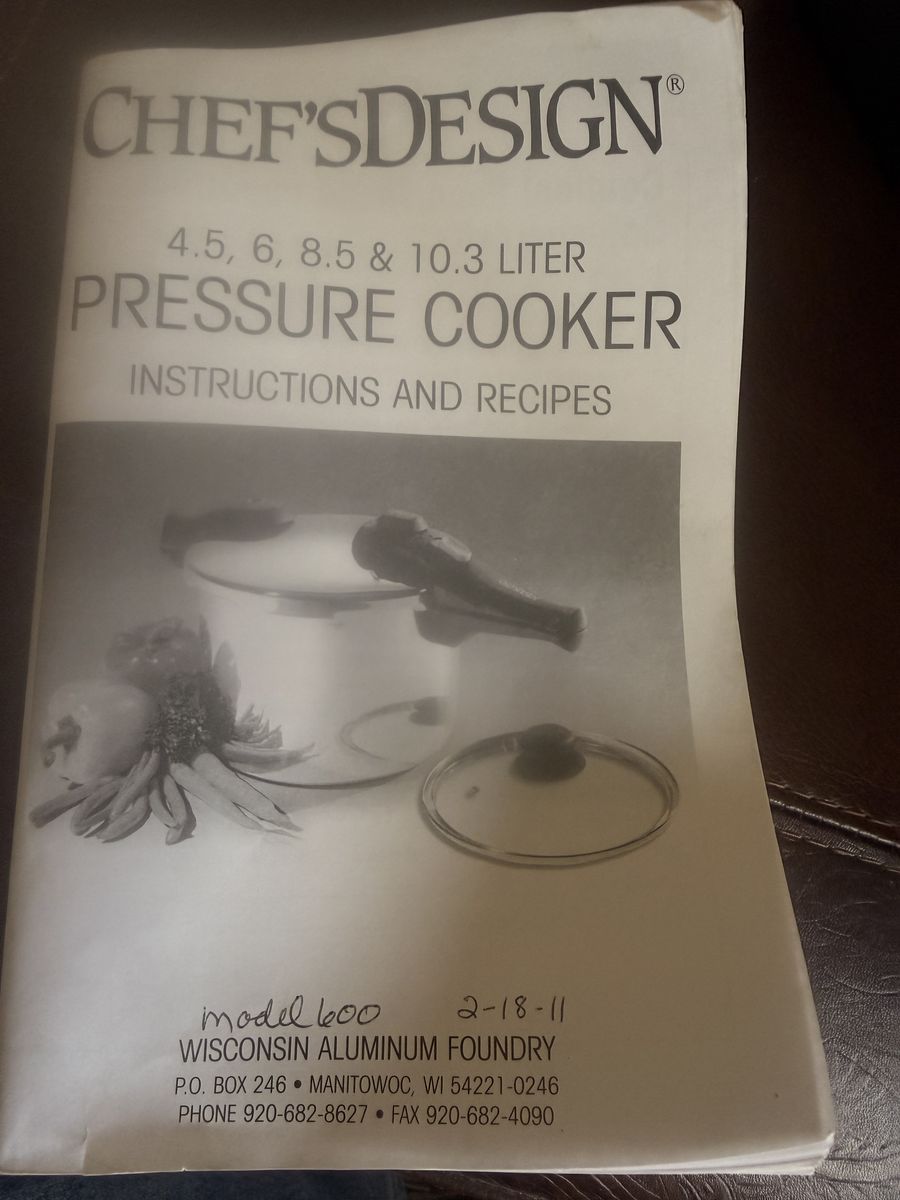 CHEF'SDESIGN®
4.5, 6, 8.5 & 10.3 LITER
PRESSURE COOKER
INSTRUCTIONS AND RECIPES
model 600 2-18-11
WISCONSIN ALUMINUM FOUNDRY
P.O. BOX 246 • MANITOWOC, WI 54221-0246
PHONE 920-682-8627 • FAX 920-682-4090